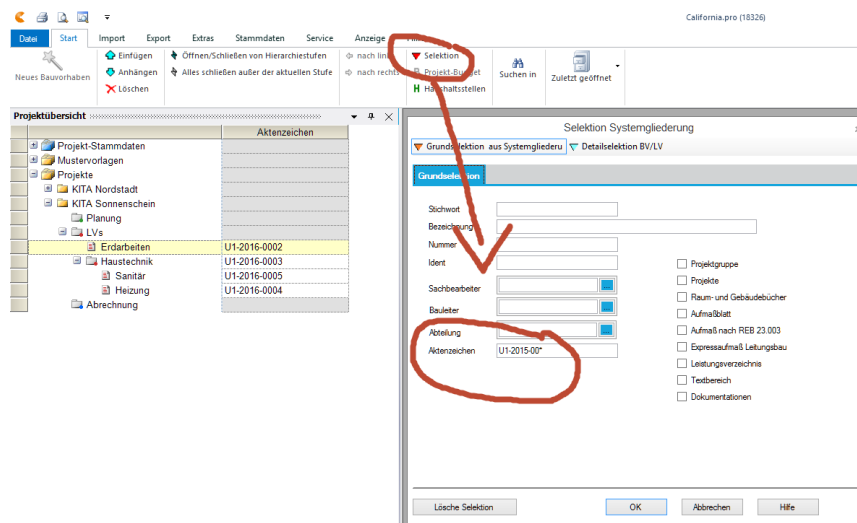 California.pro (18326)
Datei Start Import Export Extras Stammdaten Service Anzeige
Neues Bauvorhaben
Einfügen
Anhängen
Löschen
Öffnen/Schließen von Hierarchiestufen
Alles schließen außer der aktuellen Stufe
nach link
nach rechts
Selektion
Projekt-Budget
Haushaltsstellen
Suchen in
Zuletzt geöffnet
Projektübersicht
Aktenzeichen
Projekt-Stammdaten
Mustervorlagen
Projekte
KITA Nordstadt
KITA Sonnenschein
Planung
LVs
Erdarbeiten U1-2016-0002
Haustechnik U1-2016-0003
Sanitär U1-2016-0005
Heizung U1-2016-0004
Abrechnung
Selektion Systemgliederung
Grundselektion aus Systemgliederu Detailselektion BV/LV
Grundselektion
Stichwort
Bezeichnung
Nummer
Ident
Sachbearbeiter
Bauleiter
Abteilung
Aktenzeichen U1-2015-00*
Projektgruppe
Projekte
Raum- und Gebäudebücher
Aufmaßblatt
Aufmaß nach REB 23.003
Expressaufmaß Leitungsbau
Leistungsverzeichnis
Textbereich
Dokumentationen
Lösche Selektion OK Abbrechen Hilfe